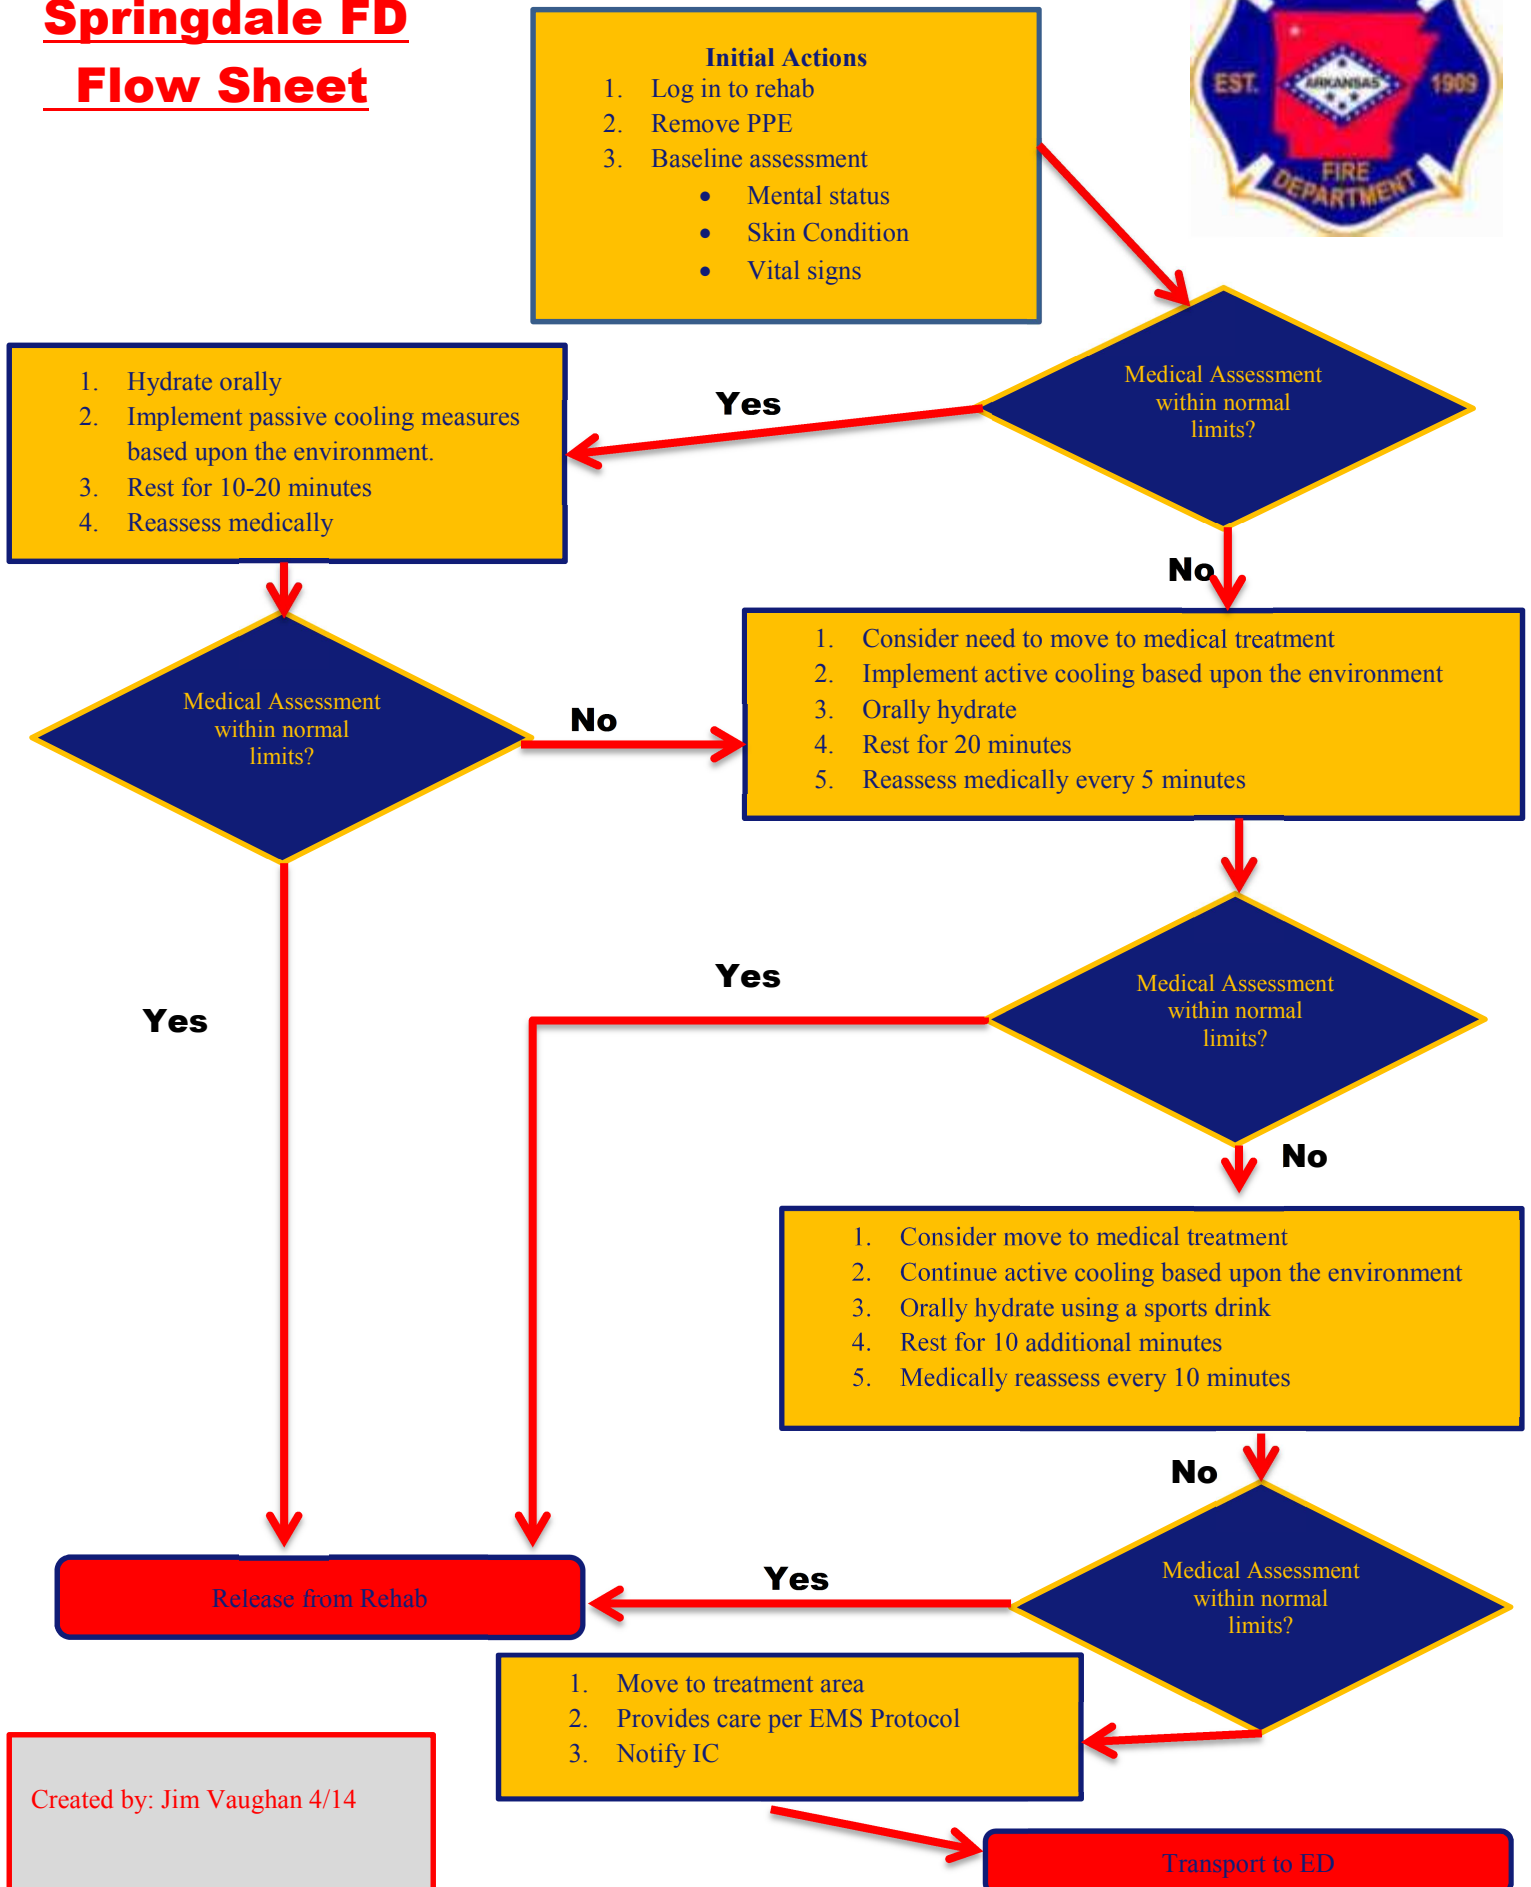 Springdale FD
Flow Sheet
EST. 1909
ARKANSAS
FIRE
DEPARTMENT
Initial Actions
1. Log in to rehab
2. Remove PPE
3. Baseline assessment
• Mental status
• Skin Condition
• Vital signs
Medical Assessment
within normal
limits?
Yes
1. Hydrate orally
2. Implement passive cooling measures
based upon the environment.
3. Rest for 10-20 minutes
4. Reassess medically
No
Medical Assessment
within normal
limits?
No
1. Consider need to move to medical treatment
2. Implement active cooling based upon the environment
3. Orally hydrate
4. Rest for 20 minutes
5. Reassess medically every 5 minutes
Yes
Yes
Medical Assessment
within normal
limits?
No
1. Consider move to medical treatment
2. Continue active cooling based upon the environment
3. Orally hydrate using a sports drink
4. Rest for 10 additional minutes
5. Medically reassess every 10 minutes
No
Medical Assessment
within normal
limits?
Yes
Release from Rehab
1. Move to treatment area
2. Provides care per EMS Protocol
3. Notify IC
Created by: Jim Vaughan 4/14
Transport to ED